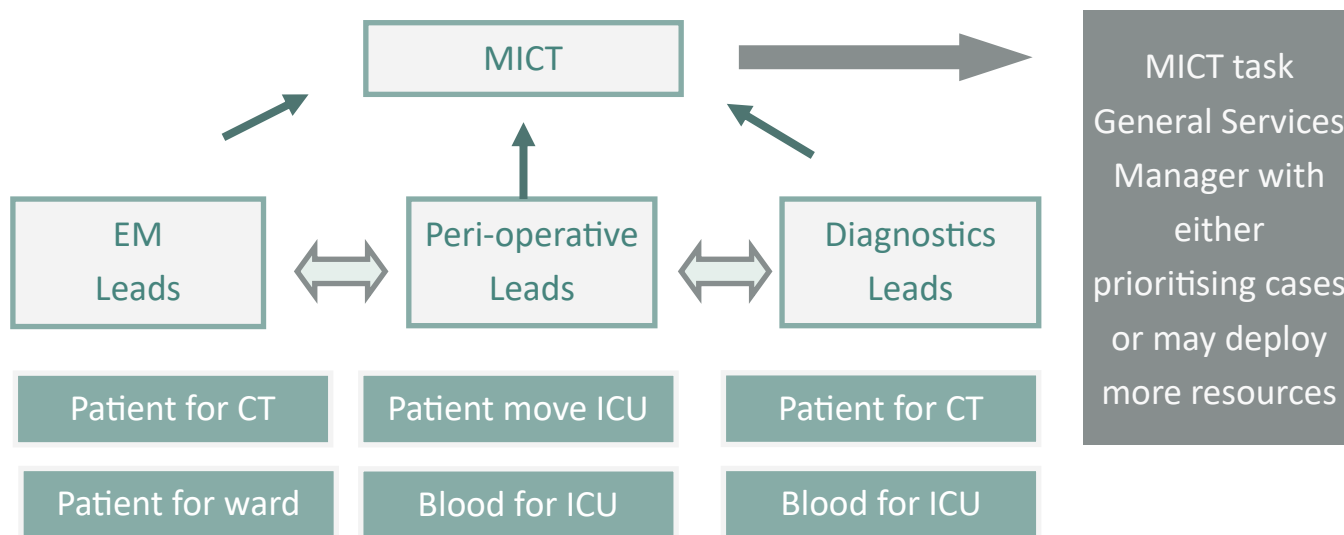 MICT
EM
Leads
Peri-operative
Leads
Diagnostics
Leads
Patient for CT
Patient move ICU
Patient for CT
Patient for ward
Blood for ICU
Blood for ICU
MICT task
General Services
Manager with
either
prioritising cases
or may deploy
more resources